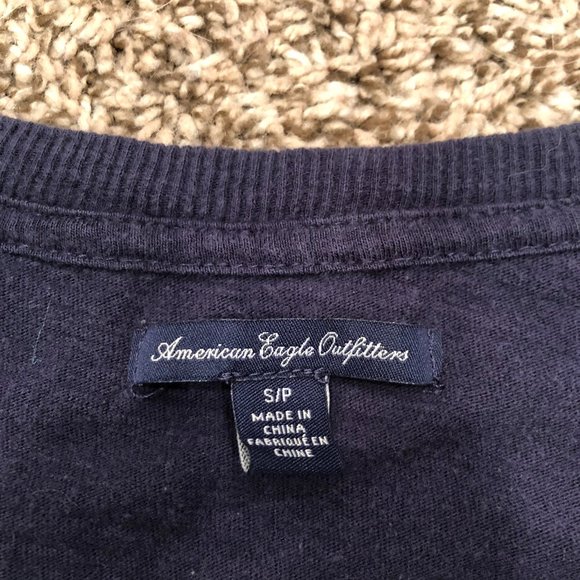 American Eagle Outfitters
S/P
MADE IN
CHINA
FABRIQUÉ EN
CHINE